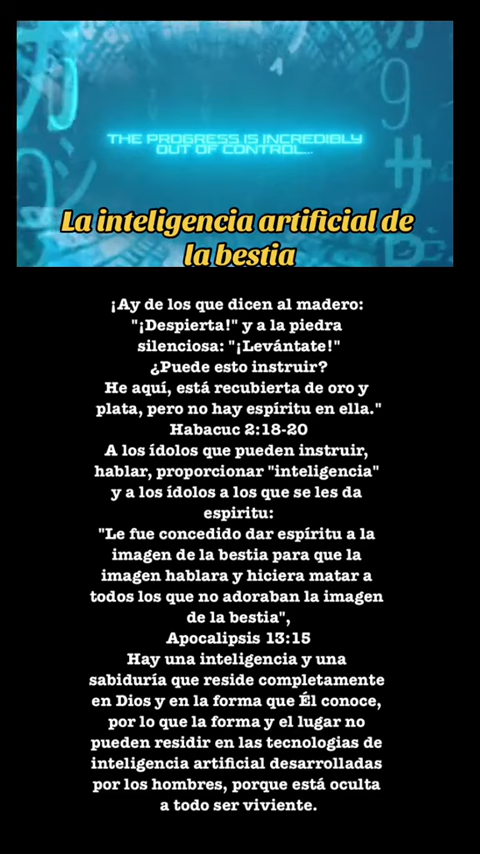 THE PROGRESS IS INCREDIBLY
OUT OF CONTROL...
La inteligencia artificial de
la bestia
¡Ay de los que dicen al madero:
"¡Despierta!" y a la piedra
silenciosa: "¡Levántate!"
¿Puede esto instruir?
He aquí, está recubierta de oro y
plata, pero no hay espíritu en ella."
Habacuc 2:18-20
A los ídolos que pueden instruir,
hablar, proporcionar "inteligencia"
y a los ídolos a los que se les da
espiritu:
"Le fue concedido dar espíritu a la
imagen de la bestia para que la
imagen hablara y hiciera matar a
todos los que no adoraban la imagen
de la bestia",
Apocalipsis 13:15
Hay una inteligencia y una
sabiduría que reside completamente
en Dios y en la forma que Él conoce,
por lo que la forma y el lugar no
pueden residir en las tecnologias de
inteligencia artificial desarrolladas
por los hombres, porque está oculta
a todo ser viviente.